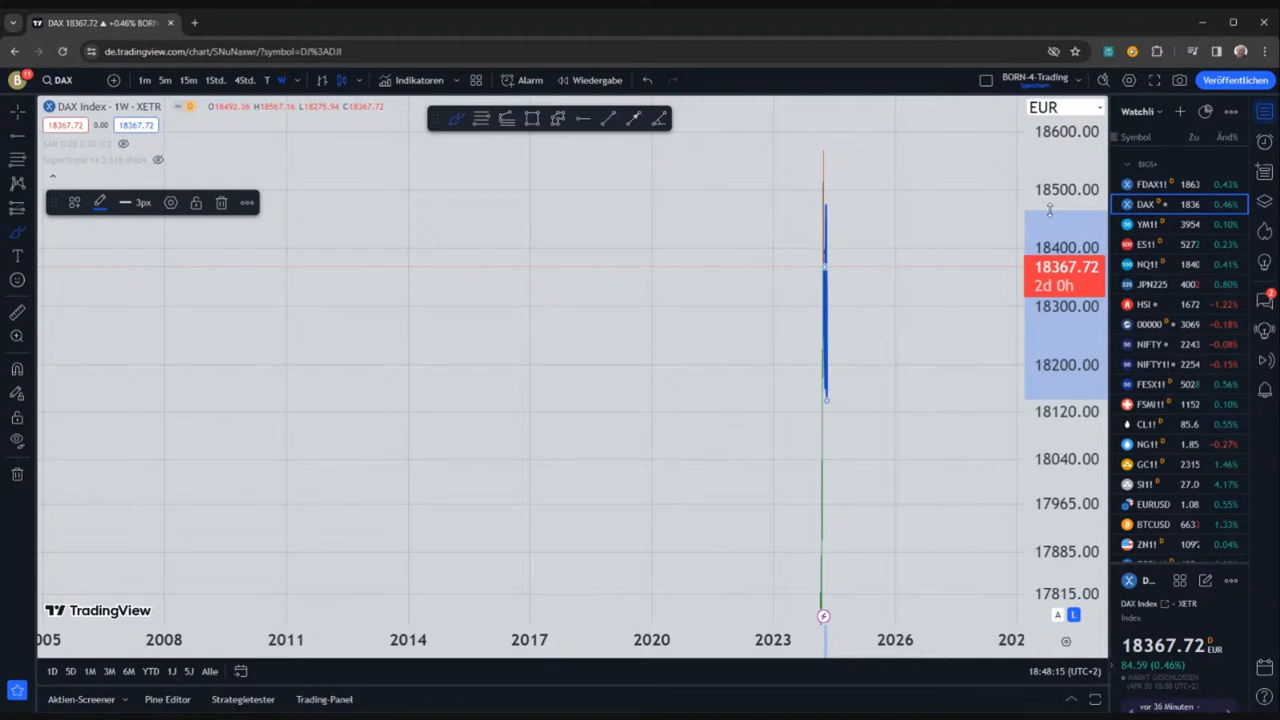 DAX 18367.72 ▲ +0.46% BORN
de.tradingview.com/chart/SNuNaxwr/?symbol=DJ%3ADJI
B 11 DAX 1m 5m 15m 1Std. 4Std. T W Indikatoren Alarm Wiedergabe BORN-4-Trading Veröffentlichen
Speichern
DAX Index · 1W · XETR D O18492.36 H18567.16 L18275.94 C18367.72
18367.72 0.00 18367.72
3px
EUR
18600.00
18500.00
18400.00
18367.72
2d 0h
18300.00
18200.00
18120.00
18040.00
17965.00
17885.00
17815.00
A L
Watchli
Symbol Zu Änd%
BIG5+
FDAX1! D 1863 0.43%
DAX D 1836 0.46%
YM1! D 3954 0.10%
ES1! D 5272 0.23%
NQ1! D 1840 0.41%
JPN225 4002 0.80%
HSI 1672 −1.22%
00000 D 3069 −0.18%
NIFTY 2243 −0.08%
NIFTY1! 2254 −0.15%
FESX1! D 5028 0.56%
FSMI1! D 1152 0.10%
CL1! D 85.6 0.55%
NG1! D 1.85 −0.27%
GC1! D 2315 1.46%
SI1! D 27.0 4.17%
EURUSD 1.08 0.55%
BTCUSD 6633 1.33%
ZN1! D 109 0.04%
2
D...
DAX Index XETR
Index
18367.72 D EUR
84.59 (0.46%)
MARKT GESCHLOSSEN
vor 36 Minuten
TradingView
005 2008 2011 2014 2017 2020 2023 2026 202
1D 5D 1M 3M 6M YTD 1J 5J Alle 18:48:15 (UTC+2)
Aktien-Screener Pine Editor Strategietester Trading-Panel